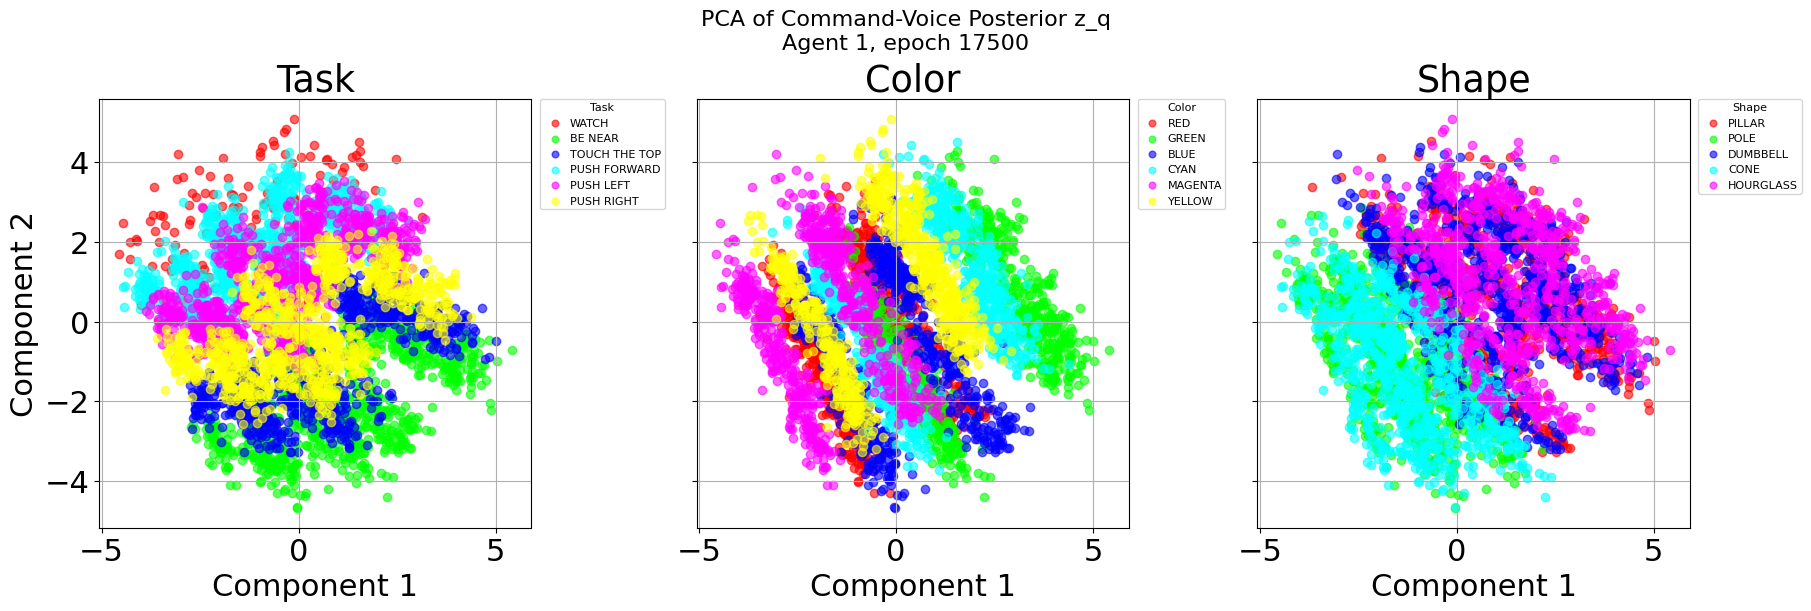 PCA of Command-Voice Posterior z_q
Agent 1, epoch 17500
Task
Component 2
4
2
0
−2
−4
−5
0
5
Component 1
Task
WATCH
BE NEAR
TOUCH THE TOP
PUSH FORWARD
PUSH LEFT
PUSH RIGHT
Color
−5
0
5
Component 1
Color
RED
GREEN
BLUE
CYAN
MAGENTA
YELLOW
Shape
−5
0
5
Component 1
Shape
PILLAR
POLE
DUMBBELL
CONE
HOURGLASS